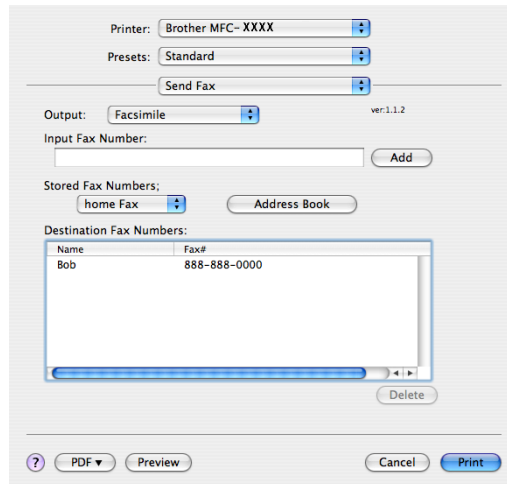 Printer: Brother MFC- XXXX
Presets: Standard
Send Fax
Output: Facsimile ver:1.1.2
Input Fax Number:
Add
Stored Fax Numbers;
home Fax Address Book
Destination Fax Numbers:
Name Fax#
Bob 888-888-0000
Delete
? PDF▼ Preview Cancel Print